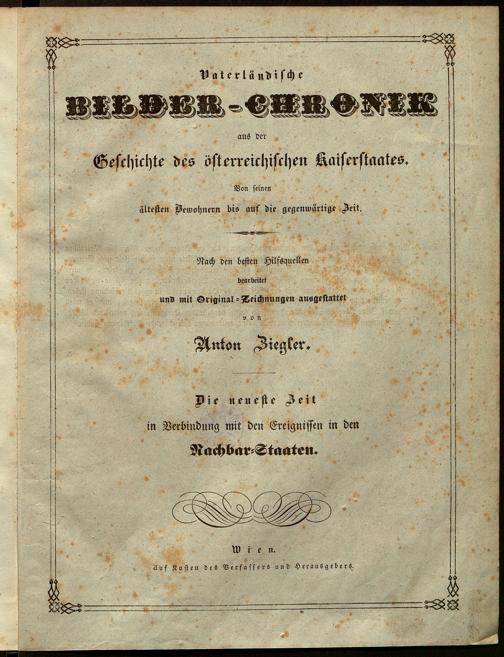 Vaterländische
BILDER-CHRONIK
aus der
Geschichte des österreichischen Kaiserstaates.
Von seinen
ältesten Bewohnern bis auf die gegenwärtige Zeit.
Nach den besten Hilfsquellen
bearbeitet
und mit Original-Zeichnungen ausgestattet
von
Anton Ziegler.
Die neueste Zeit
in Verbindung mit den Ereignissen in den
Nachbar-Staaten.
Wien.
Auf Kosten des Verfassers und Herausgebers.